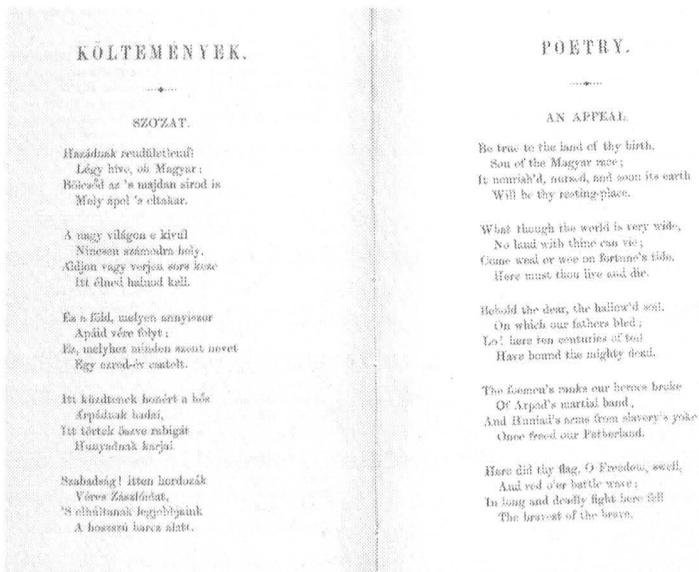 KÖLTEMÉNYEK.
SZO'ZAT.
Hazádnak rendületlenül
Légy híve, oh Magyar:
Bölcsőd az 's majdan sirod is
Mely ápol 's eltakar.
A nagy világon e kivül
Nincsen számodra hely,
Áldjon vagy verjen sors keze
Itt élned halnod kell.
Ez a föld, melyen annyiszor
Apáid vére folyt;
Ez, melyhez minden szent nevet
Egy ezred-év csatolt.
Itt küzdtenek honért a hős
Árpádnak hadai,
Itt törtek össze rabigát
Hunyadnak karjai
Szabadság! itten hordozák
Véres Zászlóidat,
'S elhúltanak legjobbjaink
A hosszú harcz alatt.
POETRY.
AN APPEAL.
Be true to the land of thy birth,
Son of the Magyar race;
It nourish'd, nursed, and soon its earth
Will be thy resting-place.
What though the world is very wide,
No land with thine can vie;
Come weal or woe on fortune's tide,
Here must thou live and die.
Behold the dear, the hallow'd soil,
On which our fathers bled;
Lo! here ten centuries of toil
Have bound the mighty dead.
The foemen's ranks our heroes broke
Of Arpad's martial band,
And Huniad's arms from slavery's yoke
Once freed our Fatherland.
Here did thy flag, O Freedom, swell,
And red o'er battle wave;
In long and deadly fight here fell
The bravest of the brave.